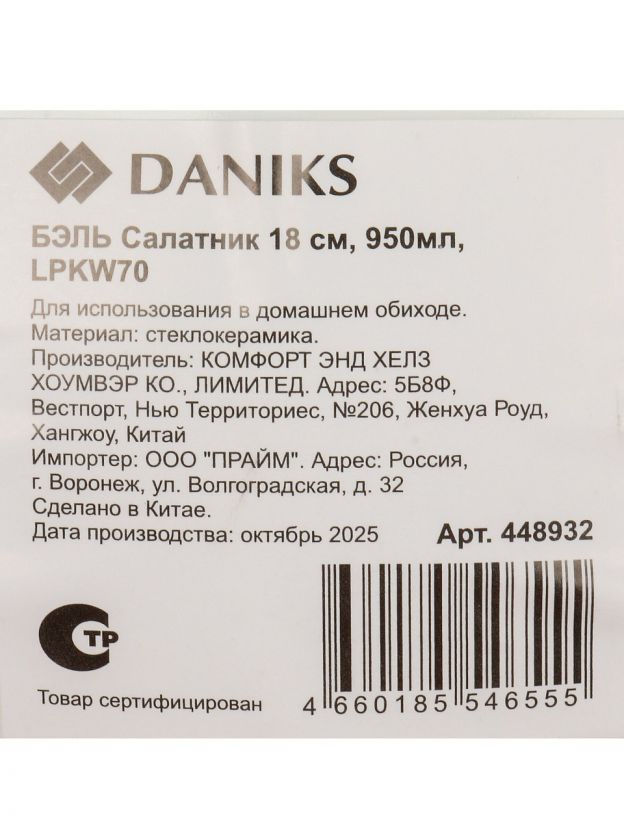 DANIKS
БЭЛЬ Салатник 18 см, 950мл,
LPKW70
Для использования в домашнем обиходе.
Материал: стеклокерамика.
Производитель: КОМФОРТ ЭНД ХЕЛЗ
ХОУМВЭР КО., ЛИМИТЕД. Адрес: 5Б8Ф,
Вестпорт, Нью Территориес, №206, Женхуа Роуд,
Хангжоу, Китай
Импортер: ООО "ПРАЙМ". Адрес: Россия,
г. Воронеж, ул. Волгоградская, д. 32
Сделано в Китае.
Дата производства: октябрь 2025
Арт. 448932
СТР
Товар сертифицирован
4 660185 546555